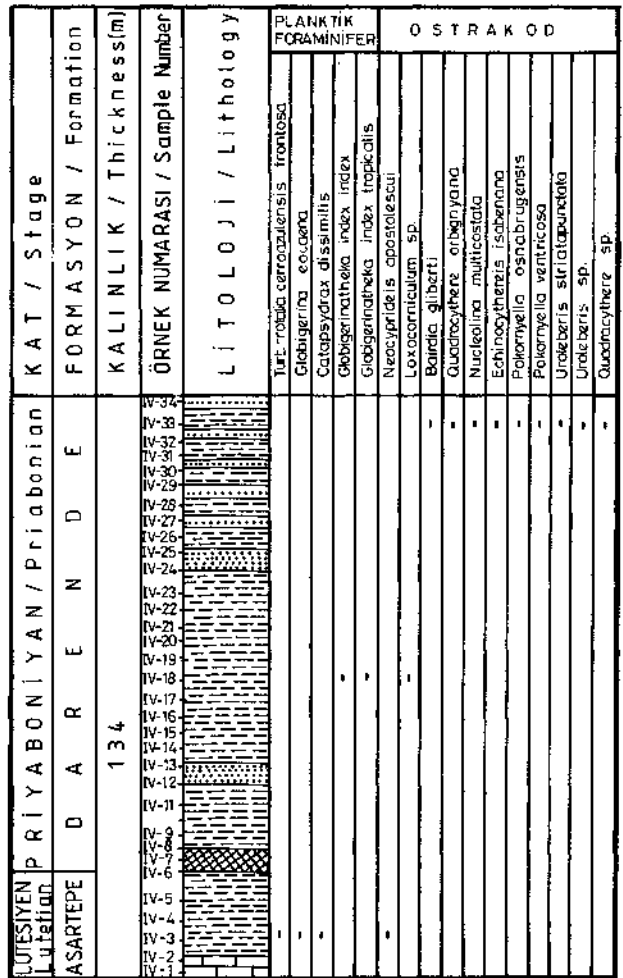 KAT / Stage
FORMASYON / Formation
KALINLIK / Thickness(m)
ÖRNEK NUMARASI / Sample Number
LİTOLOJİ / Lithology
PLANKTİK
FORAMİNİFER
OSTRAKOD
cerroazulensis frontosa
Globigerina eocaena
Catapsydrax dissimilis
Globigerinatheka index index
Globigerinatheka index tropicalis
Neocyprideis apostolescui
Loxocorniculum sp.
Bairdia gliberti
Quadracythere orbignyana
Nucleolina multicostata
Echinocythereis isabenana
Pokornyella osnabrugensis
Pokornyella ventricosa
Uroleberis striatapunctata
Uroleberis sp.
Quadracythere sp.
PRİYABONİYAN / Priabonian
DARENDE
134
LÜTESİYEN
Lutetian
ASARTEPE
IV-34
IV-33
IV-32
IV-31
IV-30
IV-29
IV-28
IV-27
IV-26
IV-25
IV-24
IV-23
IV-22
IV-21
IV-20
IV-19
IV-18
IV-17
IV-16
IV-15
IV-14
IV-13
IV-12
IV-11
IV-9
IV-8
IV-7
IV-6
IV-5
IV-4
IV-3
IV-2
IV-1